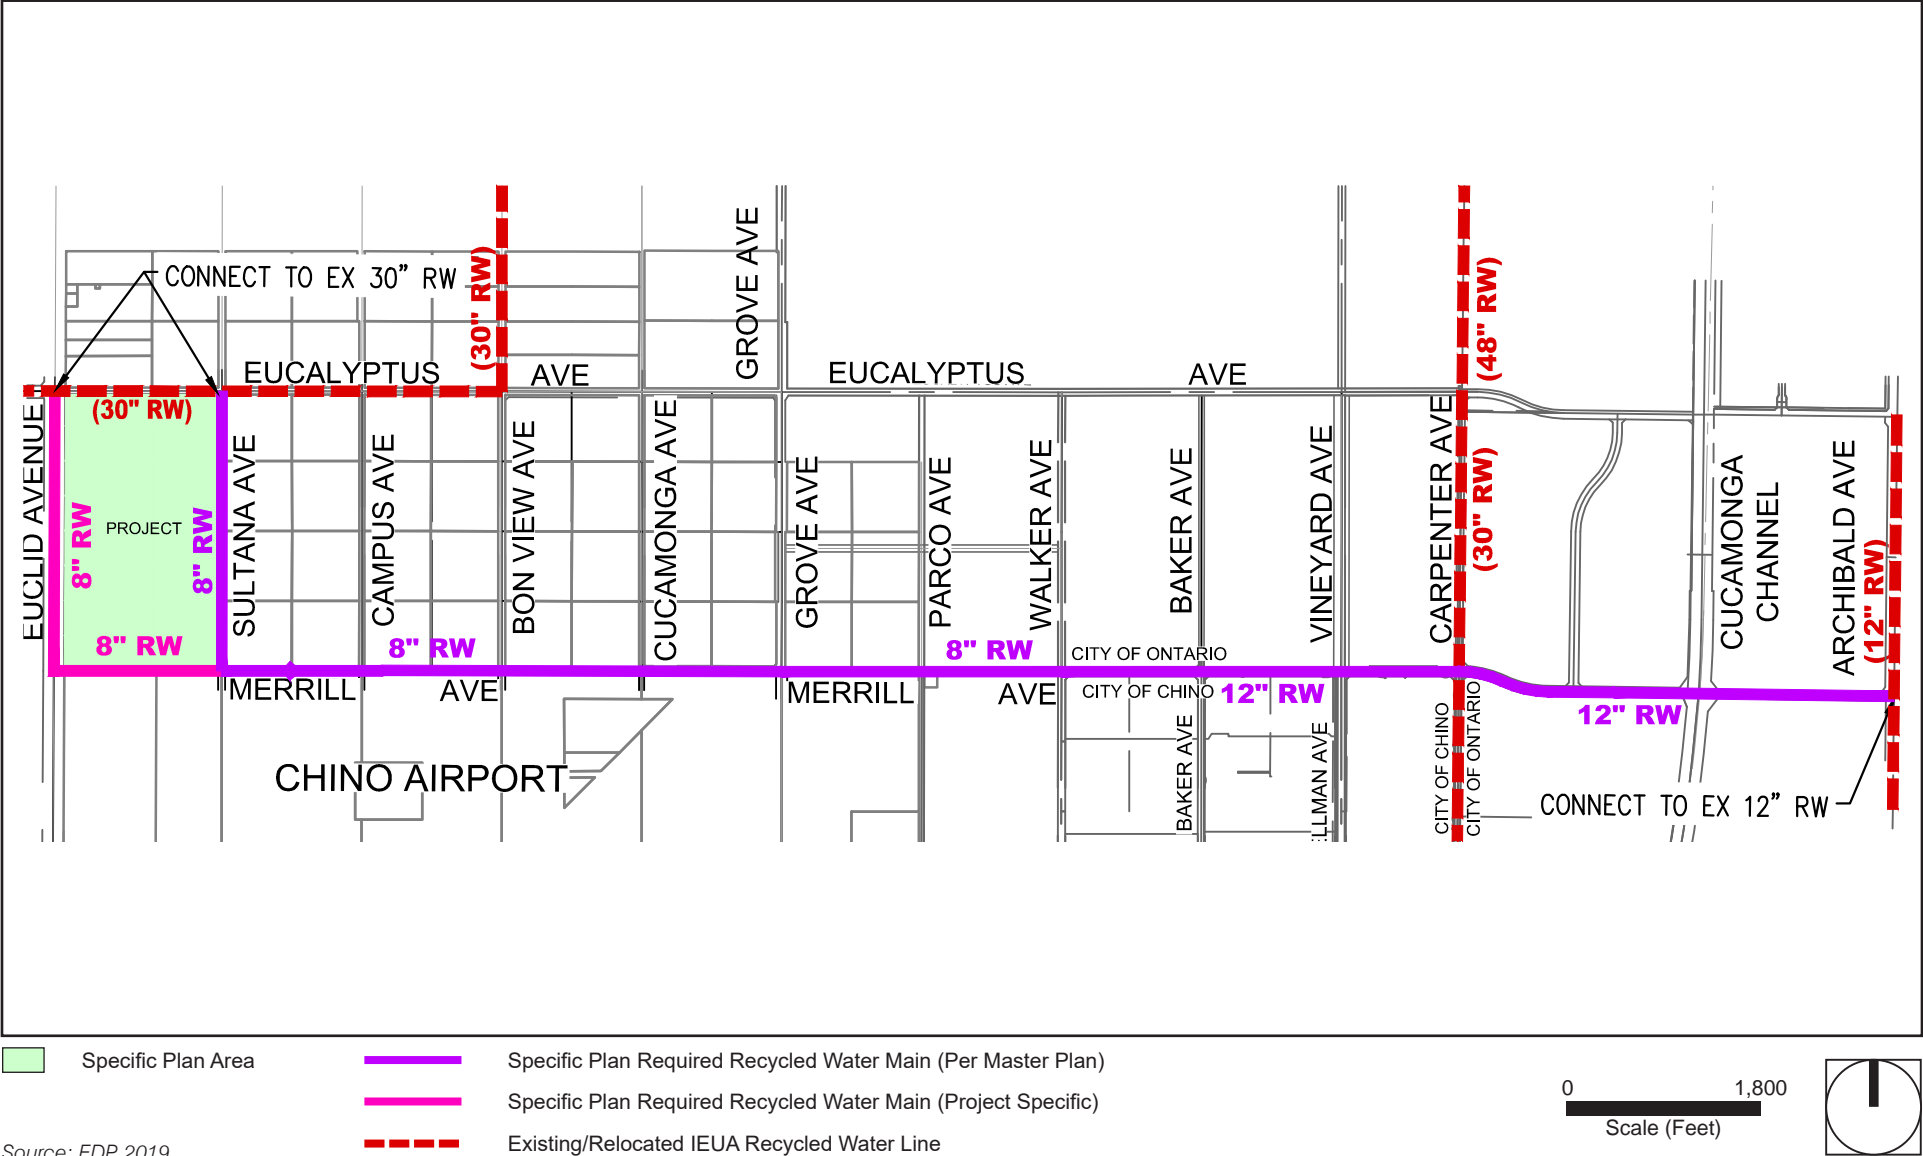 GROVE AVE
CONNECT TO EX 30” RW
(30" RW)
(48" RW)
EUCALYPTUS
AVE
EUCALYPTUS
AVE
(30" RW)
EUCLID AVENUE
8" RW
PROJECT
8" RW
SULTANA AVE
CAMPUS AVE
BON VIEW AVE
CUCAMONGA AVE
GROVE AVE
PARCO AVE
WALKER AVE
BAKER AVE
VINEYARD AVE
CARPENTER AVE
(30" RW)
CUCAMONGA
CHANNEL
ARCHIBALD AVE
(12" RW)
8" RW
8" RW
8" RW
CITY OF ONTARIO
MERRILL
AVE
MERRILL
AVE
CITY OF CHINO
12" RW
12" RW
CHINO AIRPORT
BAKER AVE
ELLMAN AVE
CITY OF CHINO
CITY OF ONTARIO
CONNECT TO EX 12” RW
Specific Plan Area
Specific Plan Required Recycled Water Main (Per Master Plan)
Specific Plan Required Recycled Water Main (Project Specific)
Existing/Relocated IEUA Recycled Water Line
0
1,800
Scale (Feet)
Source: FDP 2019